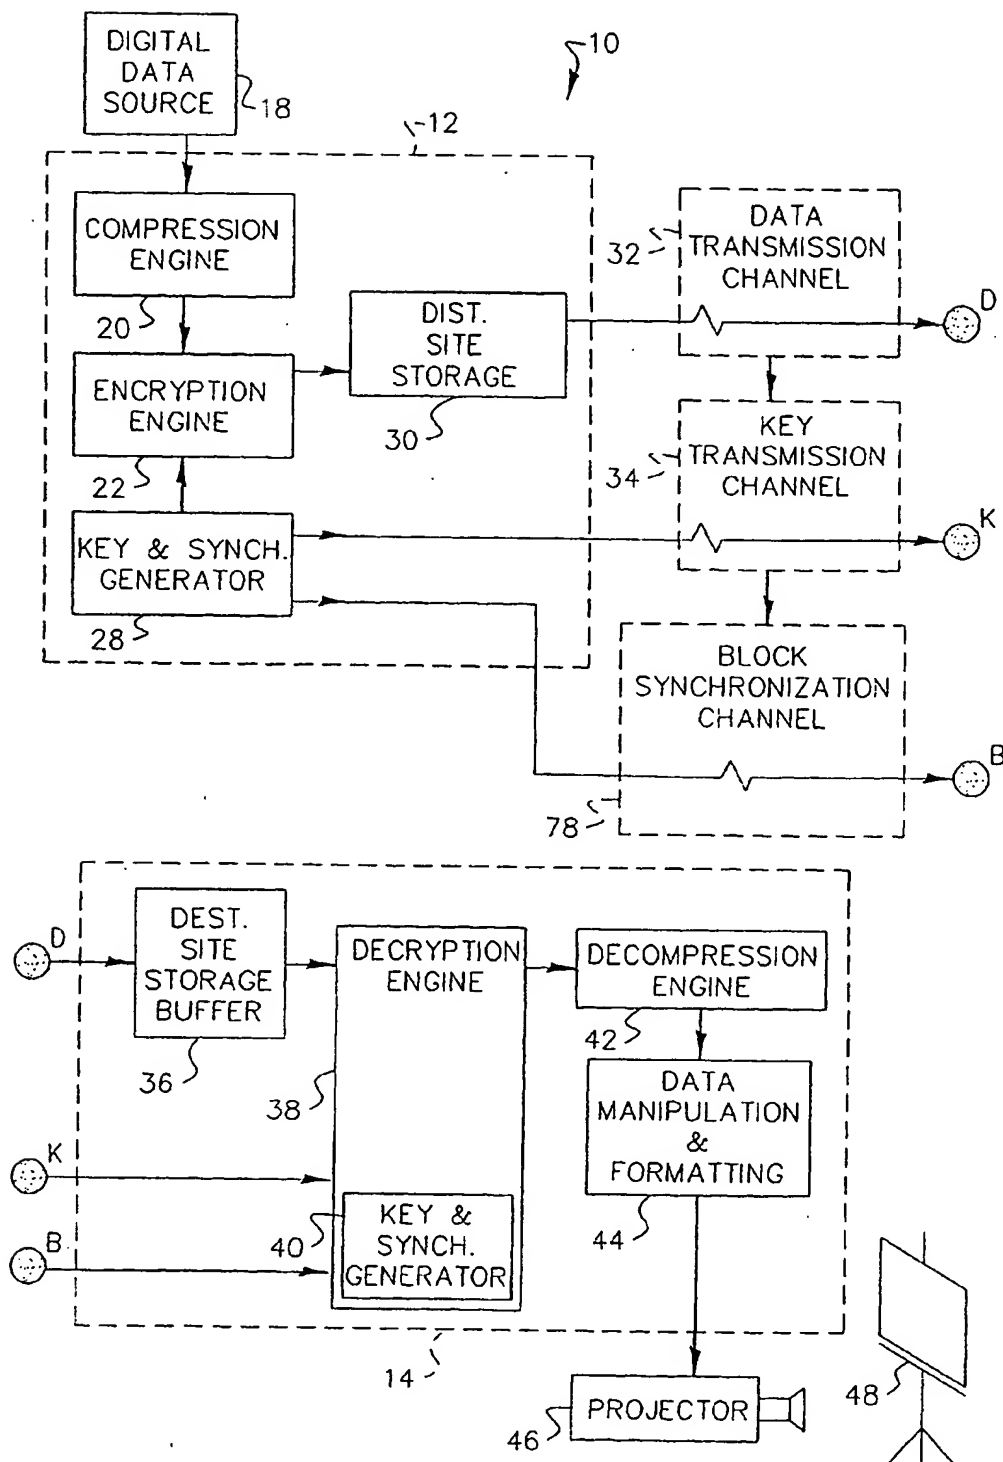 DIGITAL
DATA
SOURCE
18
10
12
COMPRESSION
ENGINE
20
ENCRYPTION
ENGINE
22
DIST.
SITE
STORAGE
30
KEY & SYNCH.
GENERATOR
28
DATA
TRANSMISSION
CHANNEL
32
D
KEY
TRANSMISSION
CHANNEL
34
K
BLOCK
SYNCHRONIZATION
CHANNEL
78
B
D
DEST.
SITE
STORAGE
BUFFER
36
DECRYPTION
ENGINE
38
K
B
KEY &
SYNCH.
GENERATOR
40
DECOMPRESSION
ENGINE
42
DATA
MANIPULATION
&
FORMATTING
44
14
PROJECTOR
46
48